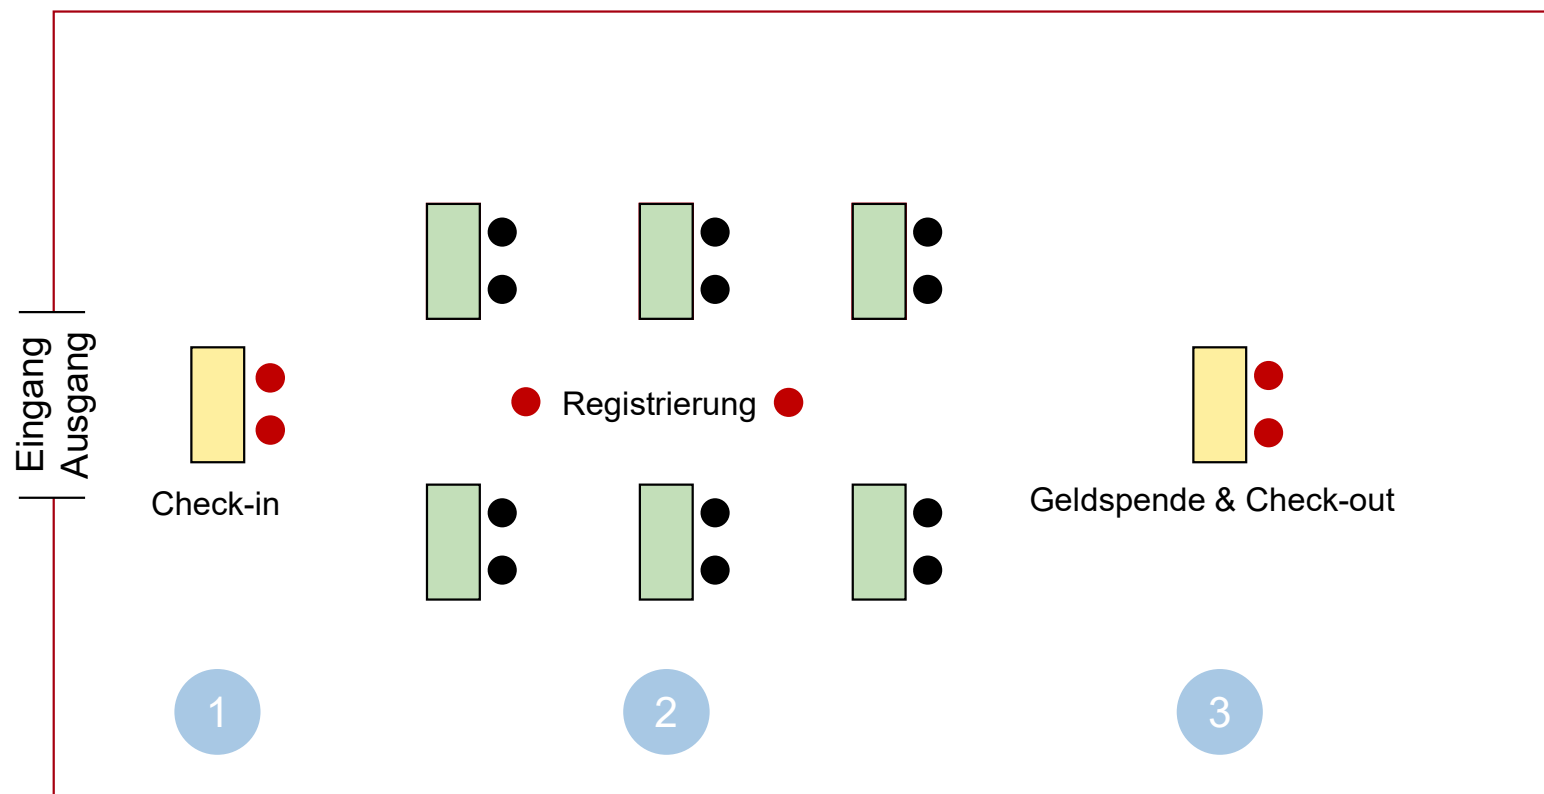 Eingang
Ausgang
Check-in
Registrierung
Geldspende & Check-out
1
2
3